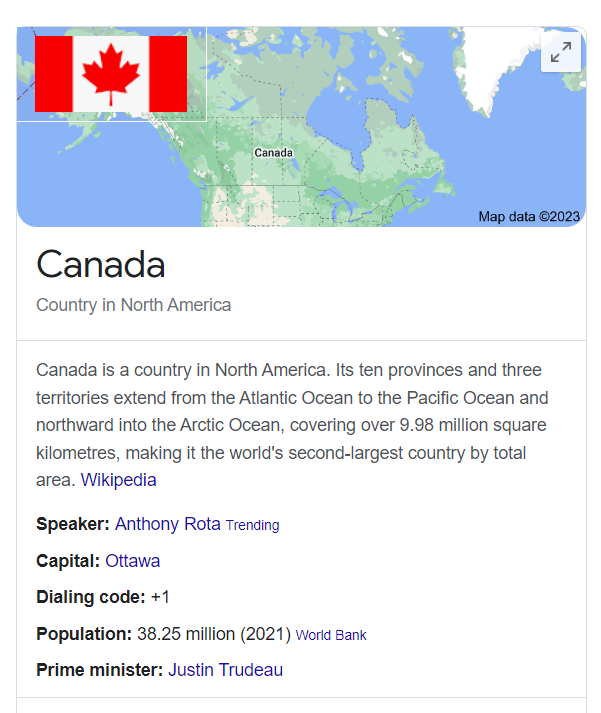 Canada
Map data ©2023
Canada
Country in North America
Canada is a country in North America. Its ten provinces and three
territories extend from the Atlantic Ocean to the Pacific Ocean and
northward into the Arctic Ocean, covering over 9.98 million square
kilometres, making it the world's second-largest country by total
area. Wikipedia
Speaker: Anthony Rota Trending
Capital: Ottawa
Dialing code: +1
Population: 38.25 million (2021) World Bank
Prime minister: Justin Trudeau